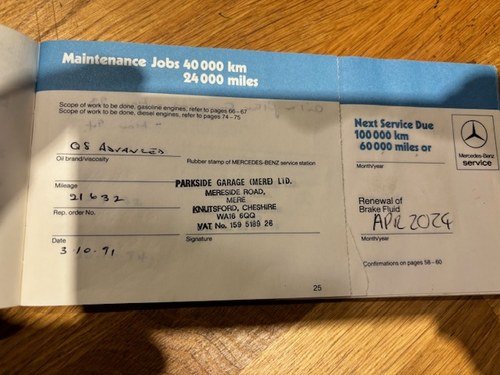 Maintenance Jobs 40 000 km
24 000 miles
Scope of work to be done, gasoline engines, refer to pages 66 - 67
Scope of work to be done, diesel engines, refer to pages 74 - 75
Q8 ADVANCED
Oil brand/viscosity
Rubber stamp of MERCEDES-BENZ service station
Mileage
21632
PARKSIDE GARAGE (MERE) LTD.
MERESIDE ROAD,
MERE
KNUTSFORD, CHESHIRE
WA16 6QQ
VAT No. 159 5189 26
Rep. order No.
Date
3.10.91
Signature
25
Next Service Due
100 000 km
60 000 miles or
Month/year
Mercedes-Benz
service
Renewal of
Brake Fluid
APR 2024
Month/year
Confirmations on pages 58 - 60